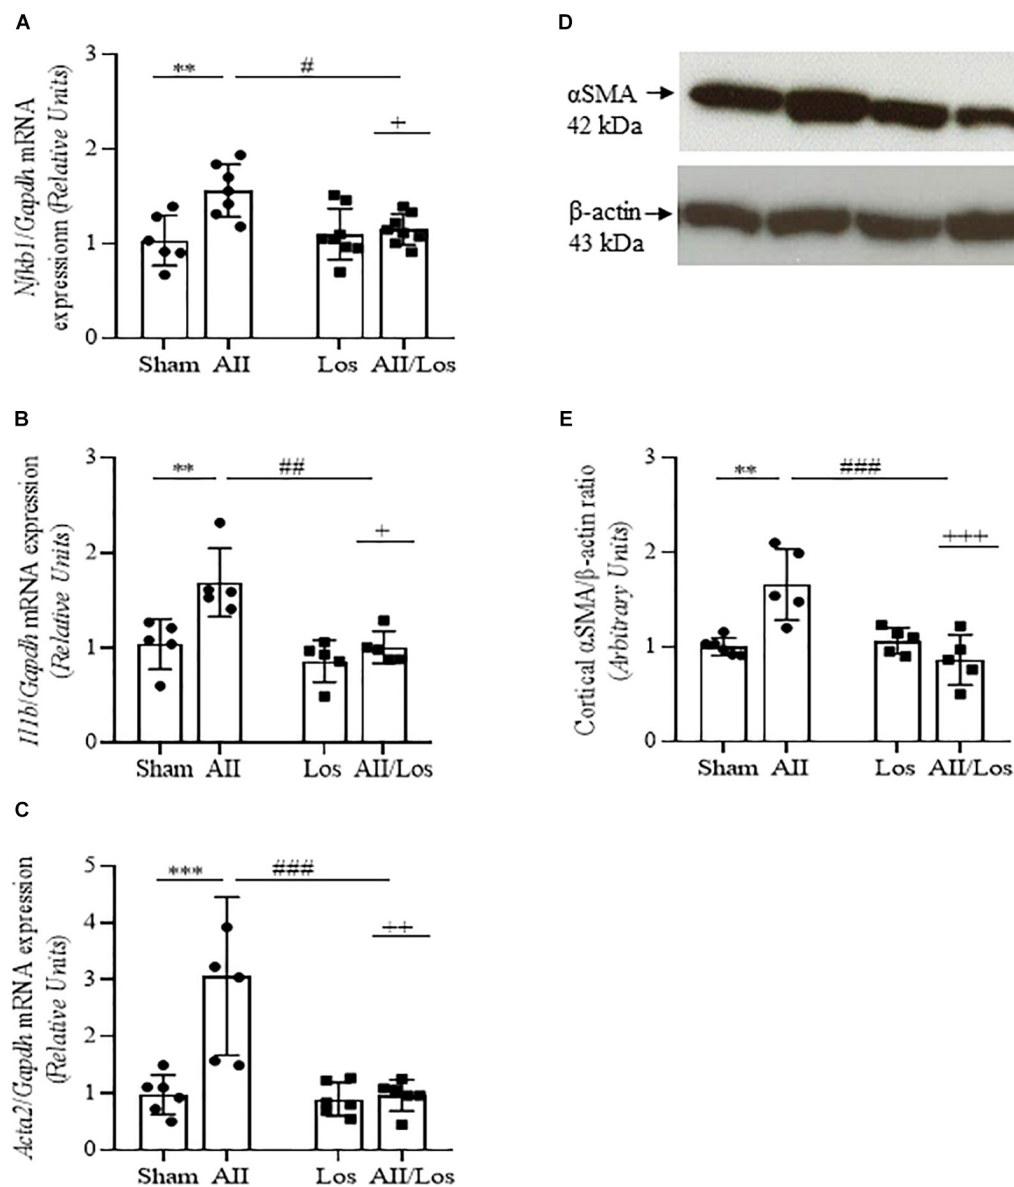 A
Nfkb1/Gapdh mRNA
expressionn (Relative Units)
3
2
1
0
**
#
+
Sham AII Los AII/Los
D
αSMA
42 kDa
β-actin
43 kDa
B
Il1b/Gapdh mRNA expression
(Relative Units)
3
2
1
0
**
##
+
Sham AII Los AII/Los
E
Cortical αSMA/β-actin ratio
(Arbitrary Units)
3
2
1
0
**
###
+++
Sham AII Los AII/Los
C
Acta2/Gapdh mRNA expression
(Relative Units)
5
4
3
2
1
0
***
###
++
Sham AII Los AII/Los